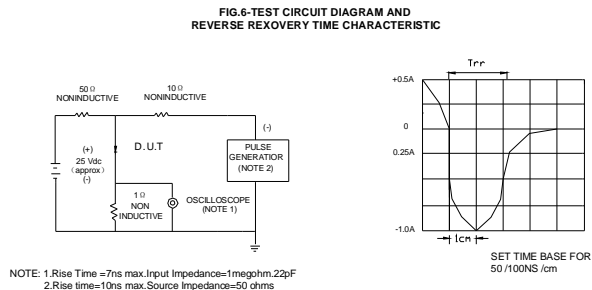 FIG.6-TEST CIRCUIT DIAGRAM AND
REVERSE REXOVERY TIME CHARACTERISTIC
50 Ω
NONINDUCTIVE
10 Ω
NONINDUCTIVE
(+)
25 Vdc
(approx)
(-)
D.U.T
1 Ω
NON
INDUCTIVE
OSCILLOSCOPE
(NOTE 1)
(-)
PULSE
GENERATIOR
(NOTE 2)
NOTE: 1.Rise Time =7ns max.Input Impedance=1megohm.22pF
2.Rise time=10ns max.Source Impedance=50 ohms
Trr
+0.5A
0
0.25A
-1.0A
1cm
SET TIME BASE FOR
50 /100NS /cm